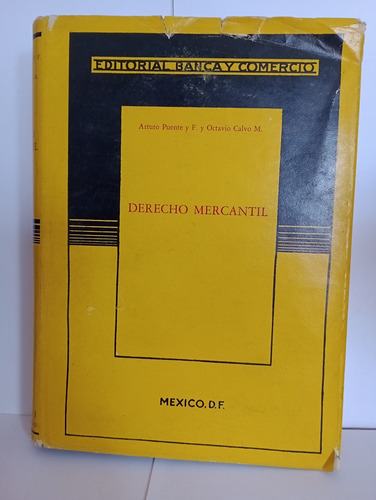 EDITORIAL BANCA Y COMERCIO
Arturo Puente y F. y Octavio Calvo M.
DERECHO MERCANTIL
MEXICO, D.F.